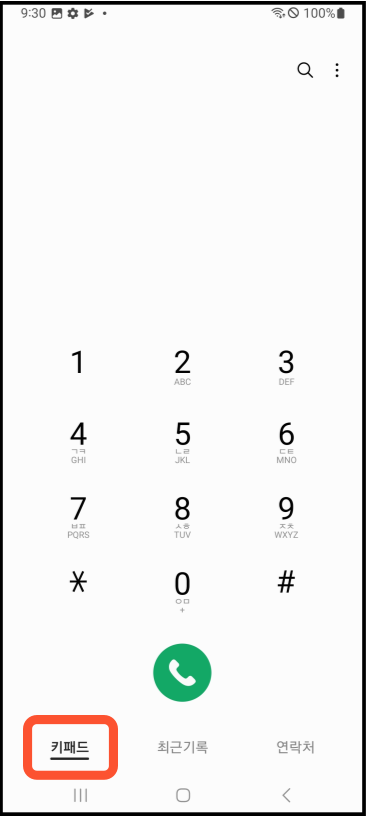 9:30 100%
1 2 3
ABC DEF
4 5 6
ㄱㅋ ㄴㄹ ㄷㅌ
GHI JKL MNO
7 8 9
ㅂㅍ ㅅㅎ ㅈㅊ
PQRS TUV WXYZ
* 0 #
ㅇㅁ
+
키패드 최근기록 연락처